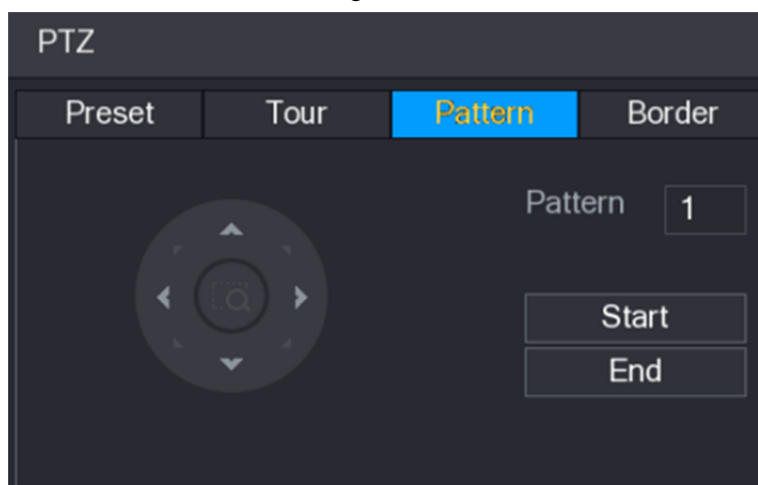 PTZ
Preset Tour Pattern Border
Pattern 1
Start
End